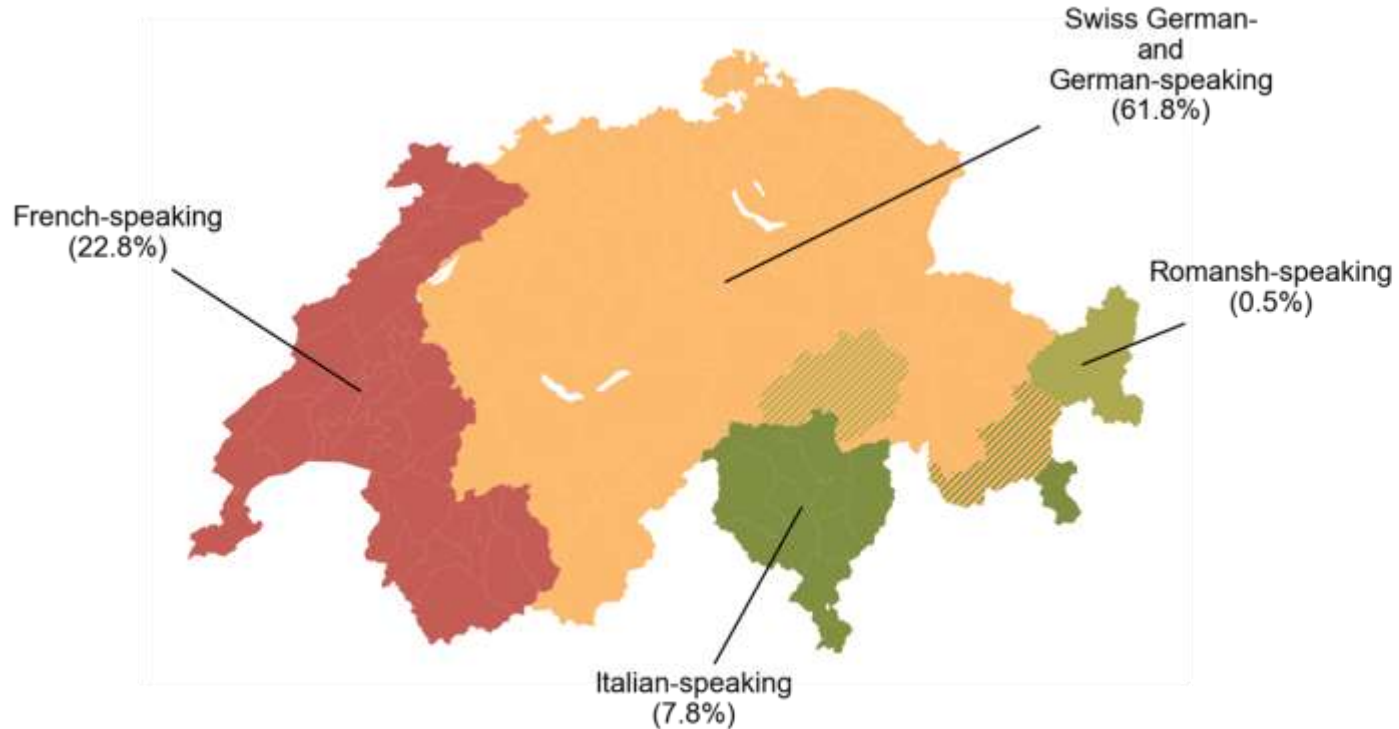 Swiss German-
and
German-speaking
(61.8%)
French-speaking
(22.8%)
Romansh-speaking
(0.5%)
Italian-speaking
(7.8%)